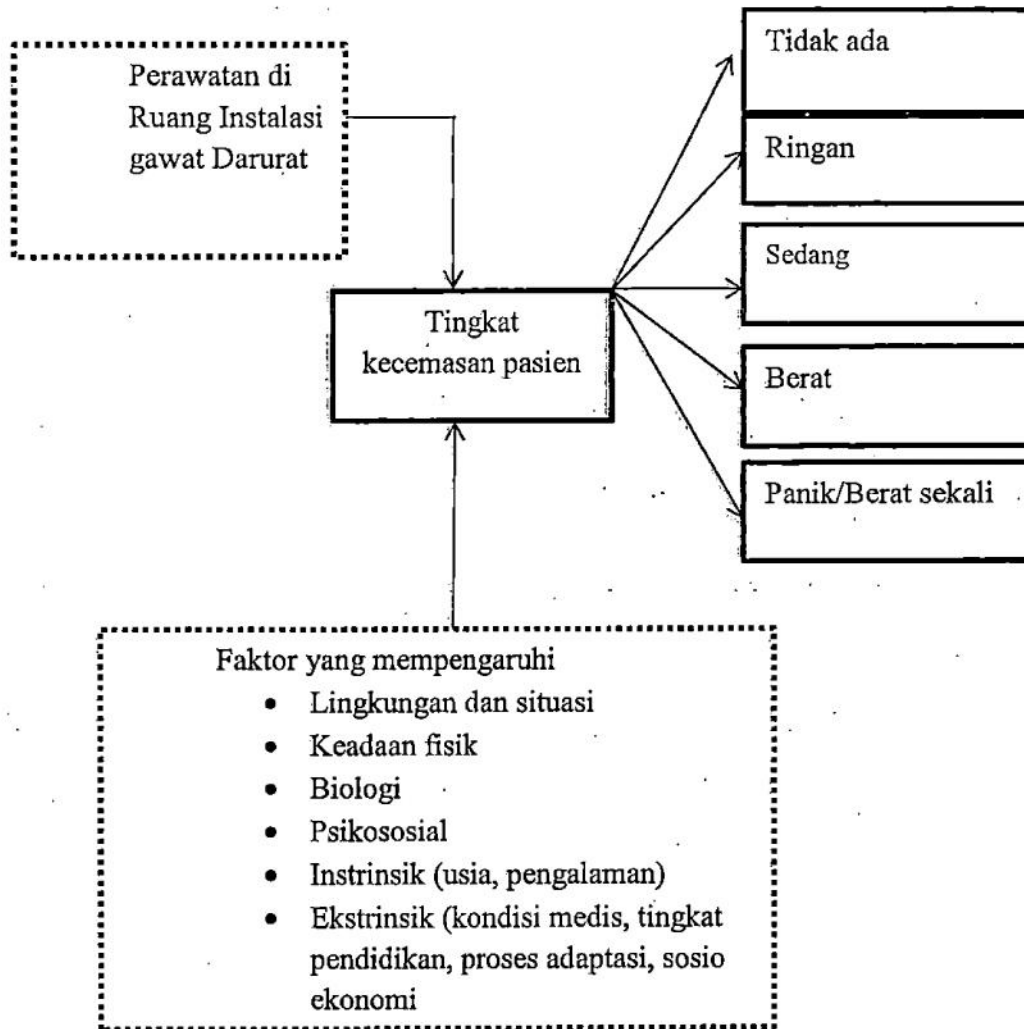 Perawatan di
Ruang Instalasi
gawat Darurat
Tidak ada
Ringan
Sedang
Berat
Panik/Berat sekali
Tingkat
kecemasan pasien
Faktor yang mempengaruhi
• Lingkungan dan situasi
• Keadaan fisik
• Biologi
• Psikososial
• Instrinsik (usia, pengalaman)
• Ekstrinsik (kondisi medis, tingkat
pendidikan, proses adaptasi, sosio
ekonomi